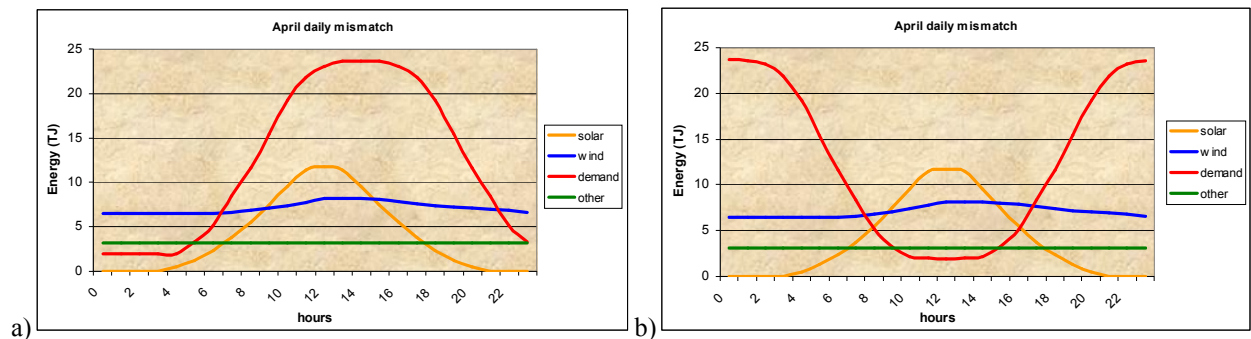 a)
April daily mismatch
Energy (TJ)
25
20
15
10
5
0
0 2 4 6 8 10 12 14 16 18 20 22
hours
solar
wind
demand
other
b)
April daily mismatch
Energy (TJ)
25
20
15
10
5
0
0 2 4 6 8 10 12 14 16 18 20 22
hours
solar
wind
demand
other